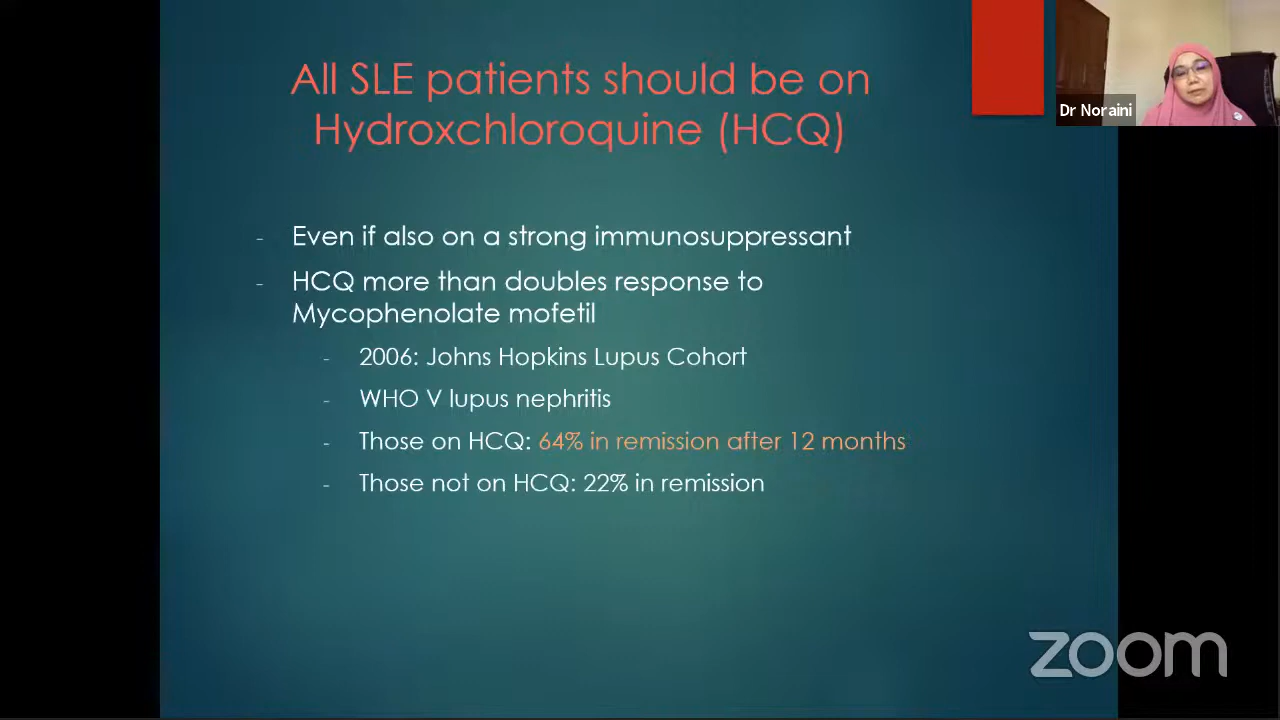 All SLE patients should be on
Hydroxchloroquine (HCQ)
Dr Noraini
- Even if also on a strong immunosuppressant
- HCQ more than doubles response to
Mycophenolate mofetil
- 2006: Johns Hopkins Lupus Cohort
- WHO V lupus nephritis
- Those on HCQ: 64% in remission after 12 months
- Those not on HCQ: 22% in remission
zoom